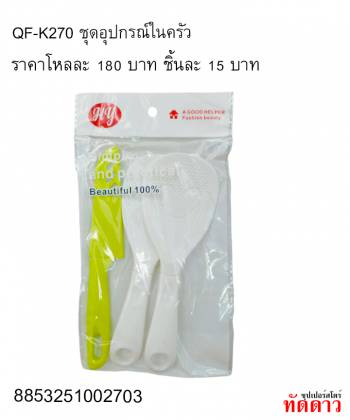 QF-K270 ชุดอุปกรณ์ในครัว
ราคาโหลละ 180 บาท ชิ้นละ 15 บาท
A GOOD HELPER
Fashion beauty
and practical
Beautiful 100%
8853251002703
ซุปเปอร์สโตร์
ทัดดาว